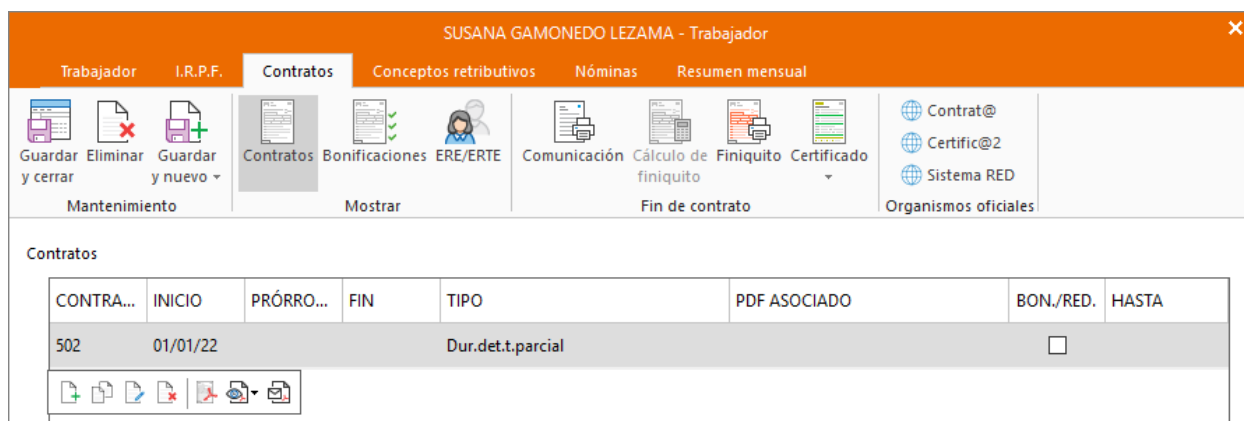 SUSANA GAMONEDO LEZAMA - Trabajador
Trabajador I.R.P.F. Contratos Conceptos retributivos Nóminas Resumen mensual
Guardar y cerrar
Eliminar
Guardar y nuevo
Contratos
Bonificaciones
ERE/ERTE
Comunicación
Cálculo de finiquito
Finiquito
Certificado
Contrat@
Certific@2
Sistema RED
Mantenimiento
Mostrar
Fin de contrato
Organismos oficiales
Contratos
CONTRA... INICIO PRÓRRO... FIN TIPO PDF ASOCIADO BON./RED. HASTA
502 01/01/22 Dur.det.t.parcial